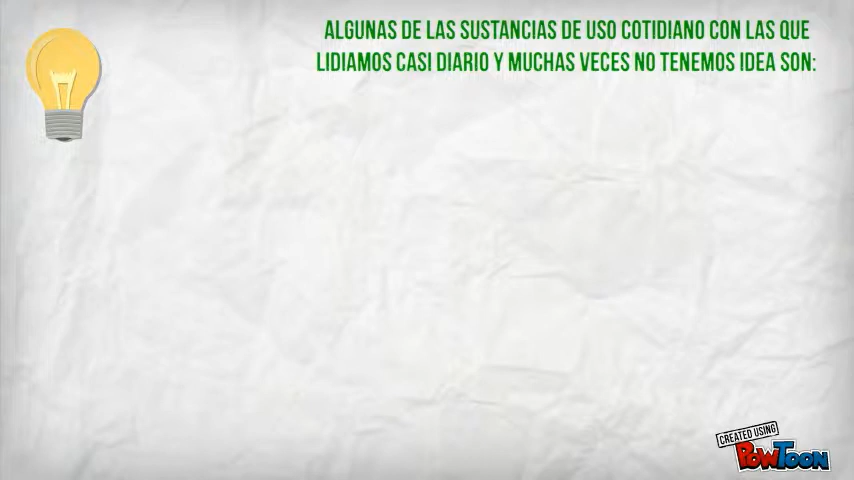 ALGUNAS DE LAS SUSTANCIAS DE USO COTIDIANO CON LAS QUE
LIDIAMOS CASI DIARIO Y MUCHAS VECES NO TENEMOS IDEA SON:
CREATED USING
POWTOON